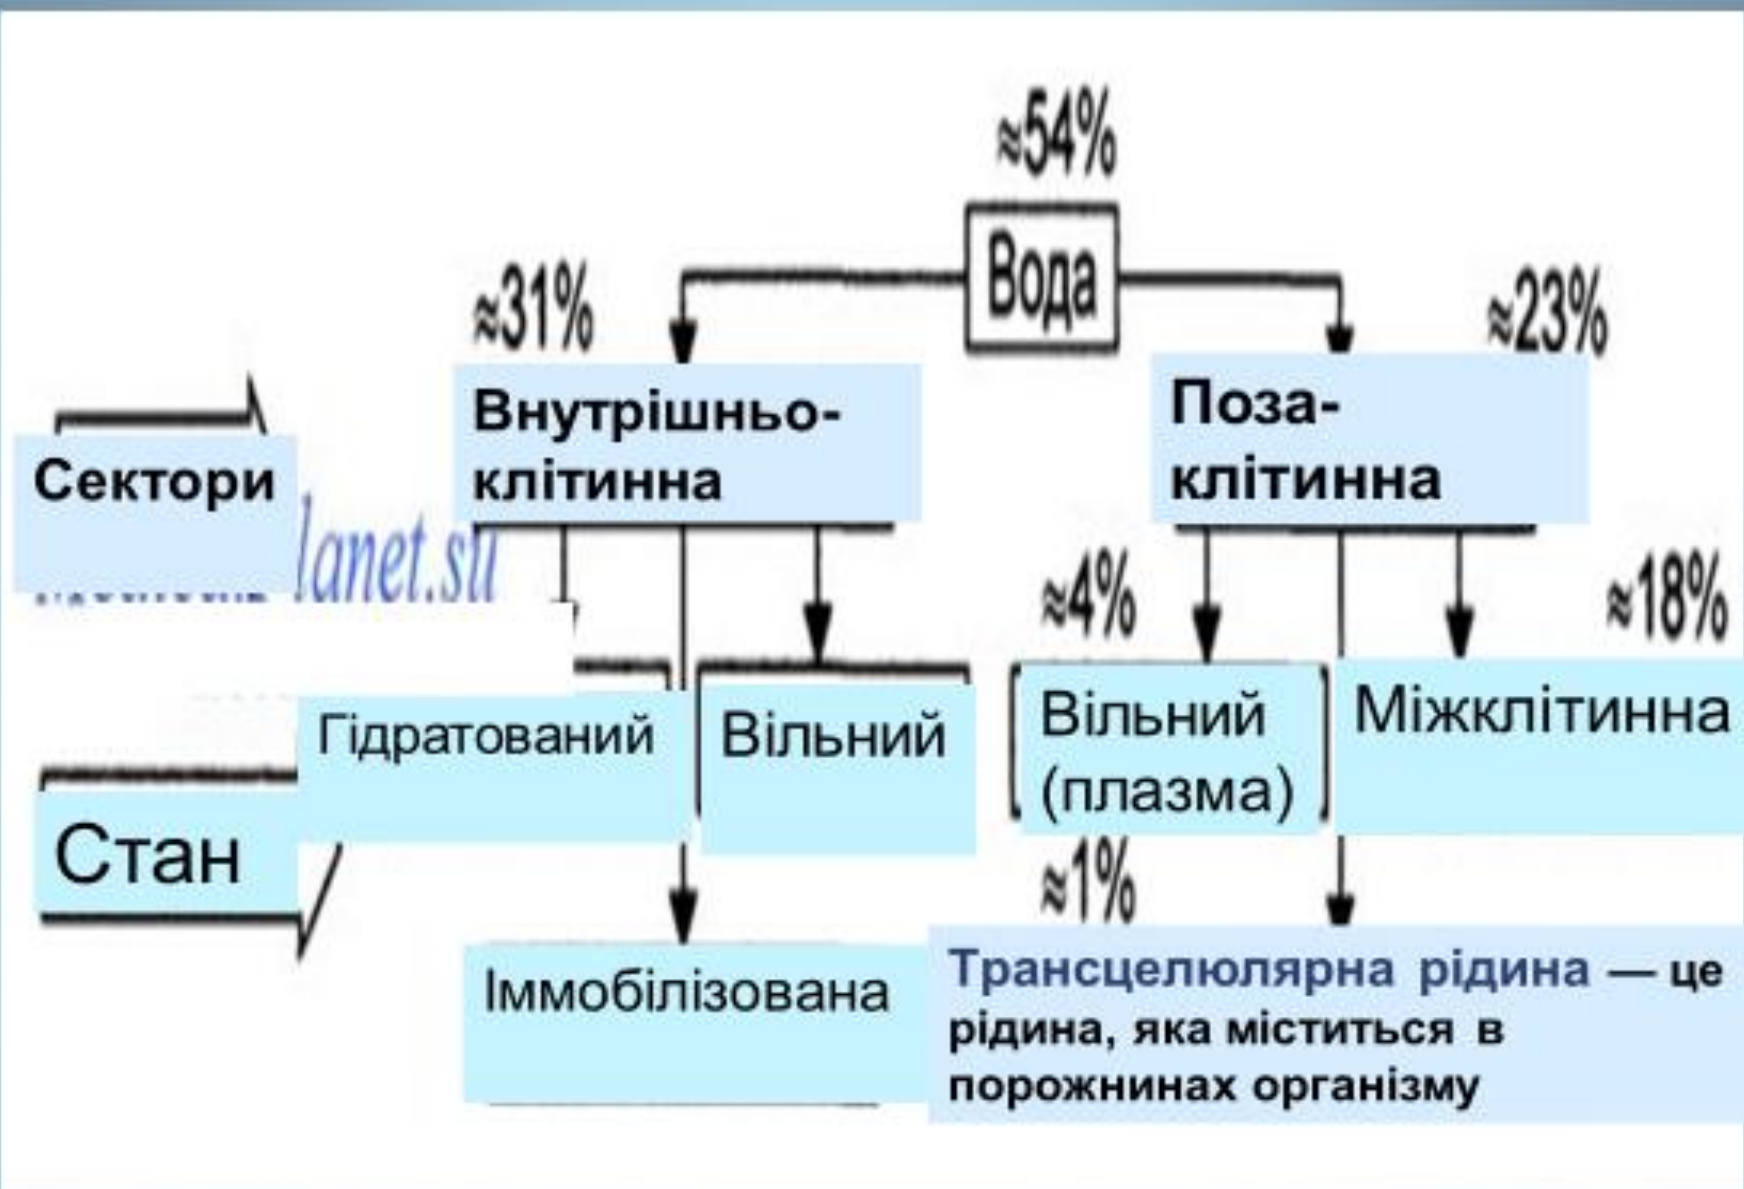 ≈54%
Вода
≈31%
≈23%
Внутрішньо-
клітинна
Поза-
клітинна
Сектори
lanet.su
≈4%
≈18%
Гідратований
Вільний
Вільний
(плазма)
Міжклітинна
Стан
≈1%
Іммобілізована
Трансцелюлярна рідина — це
рідина, яка міститься в
порожнинах організму